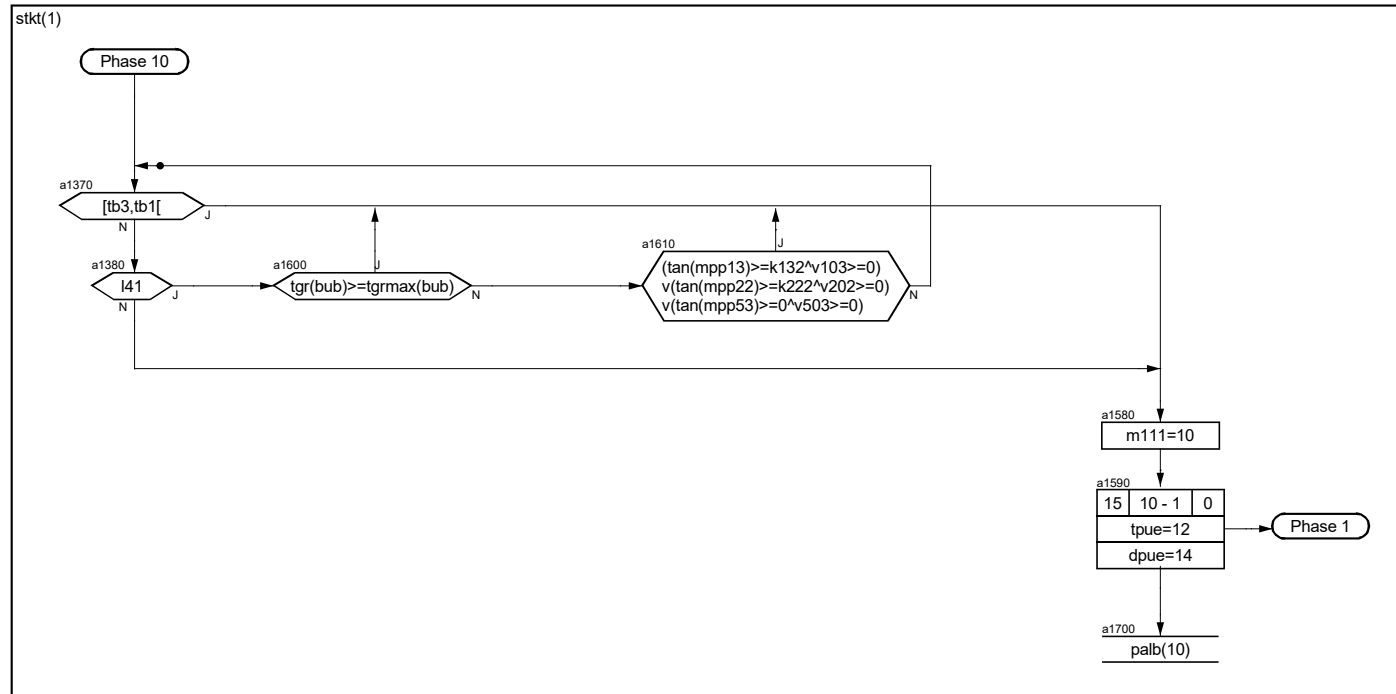 stkt(1)
Phase 10
a1370
[tb3,tb1[
J
N
a1380
l41
J
N
a1600
J
tgr(bub)>=tgrmax(bub)
N
a1610
J
(tan(mpp13)>=k132^v103>=0)
v(tan(mpp22)>=k222^v202>=0)
v(tan(mpp53)>=0^v503>=0)
N
a1580
m111=10
a1590
15 10 - 1 0
tpue=12
dpue=14
Phase 1
a1700
palb(10)